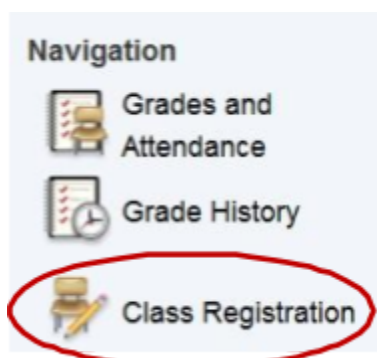 Navigation
Grades and
Attendance
Grade History
Class Registration